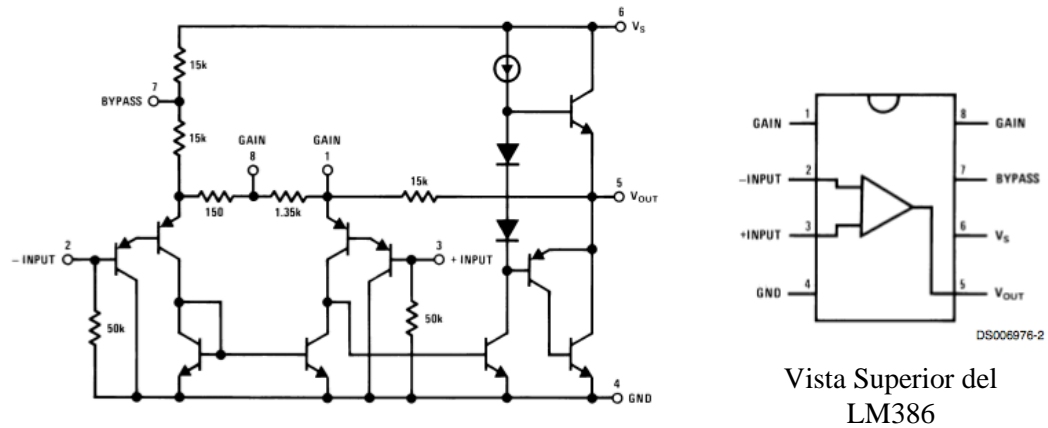 6
Vs
15k
7
BYPASS
15k
GAIN
8
GAIN
1
15k
5
VOUT
150
1.35k
2
– INPUT
3
+ INPUT
50k
50k
4
GND
GAIN 1
8 GAIN
–INPUT 2
7 BYPASS
+INPUT 3
6 Vs
GND 4
5 VOUT
DS006976-2
Vista Superior del
LM386